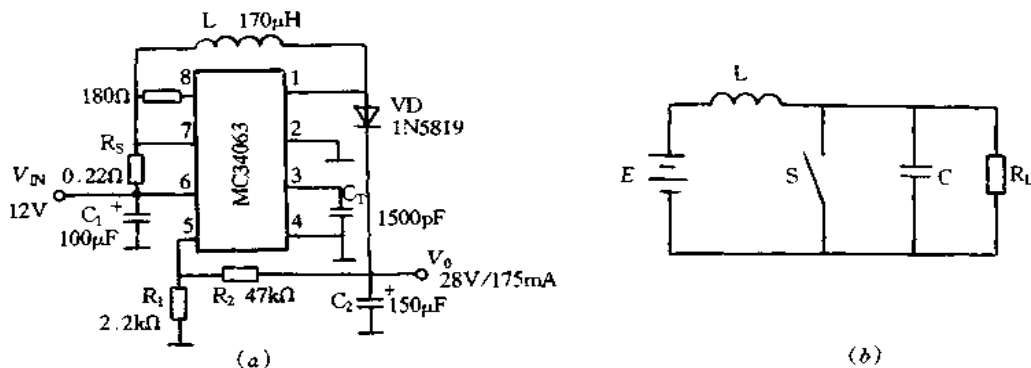 L 170μH
8
1
180Ω
VD
1N5819
7
2
R_S
0.22Ω
MC34063
V_IN
12V
6
3
C_T
1500pF
C_1
+
100μF
5
4
V_0
28V/175mA
R_1
2.2kΩ
R_2 47kΩ
C_2
+
150μF
(a)
L
E
S
C
R_L
(b)